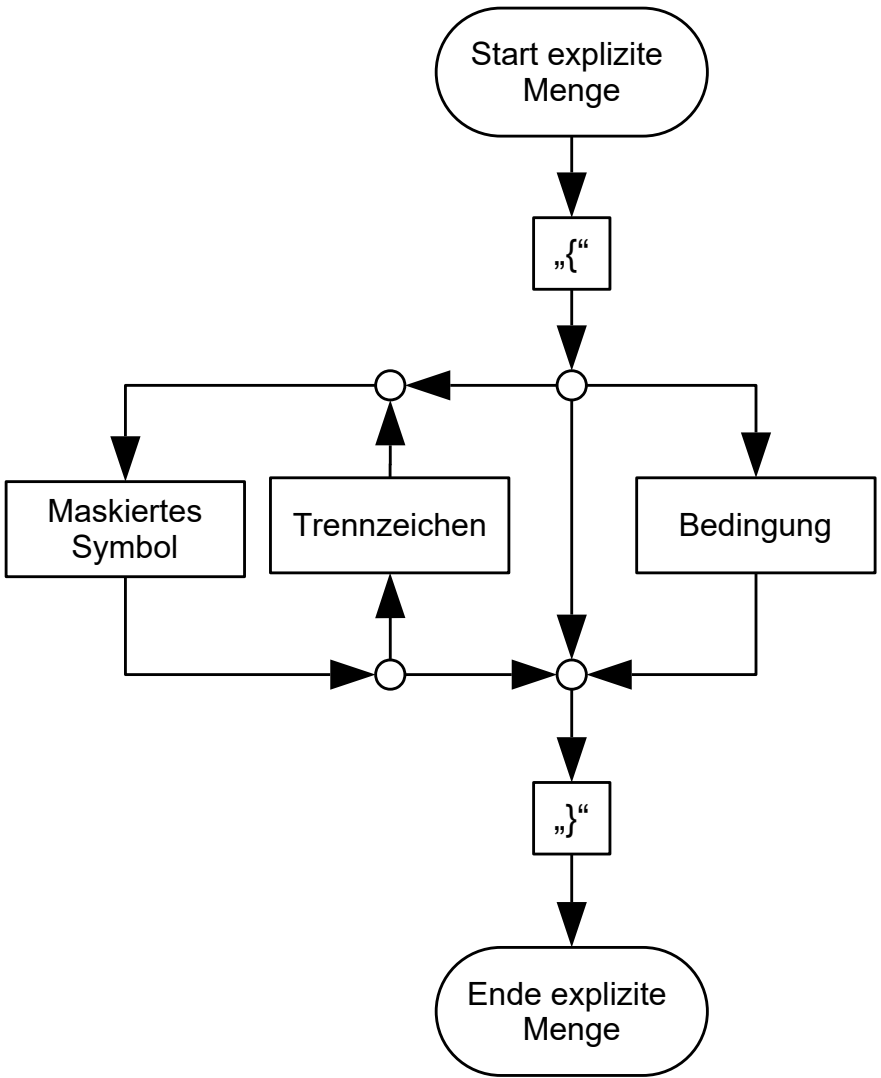 Start explizite
Menge
„{“
Maskiertes
Symbol
Trennzeichen
Bedingung
„}“
Ende explizite
Menge